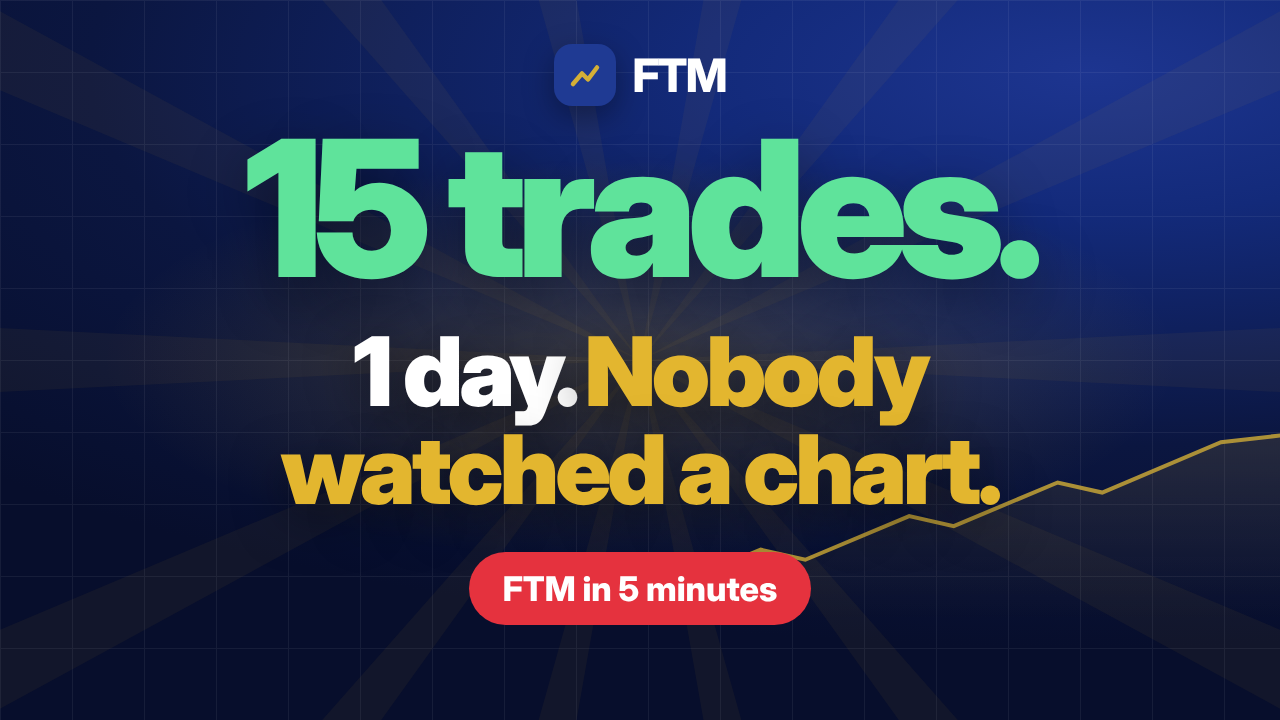 FTM
15 trades.
1 day. Nobody
watched a chart.
FTM in 5 minutes